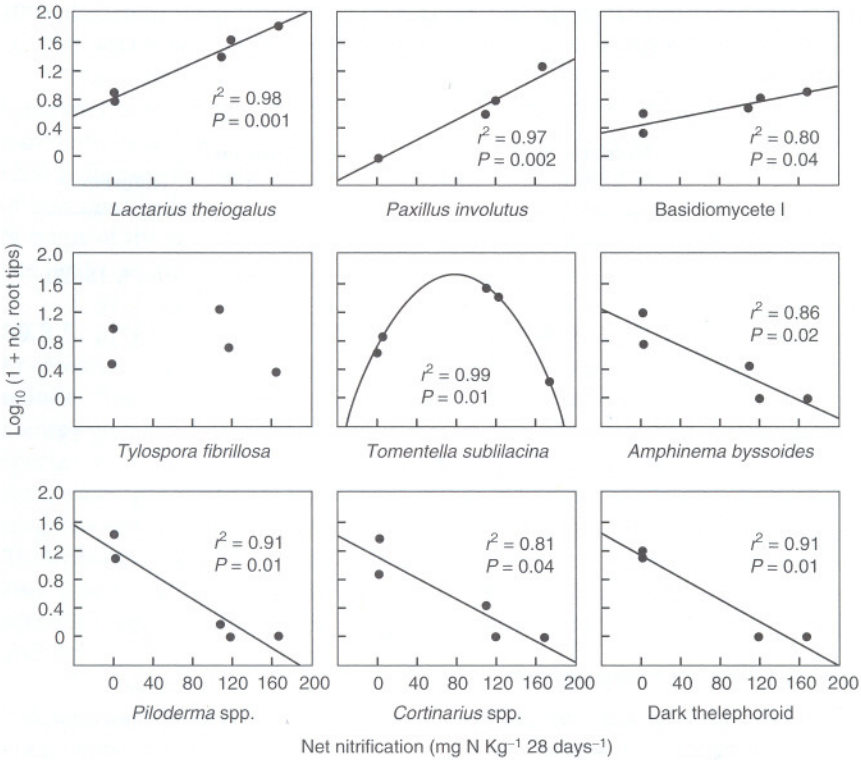 2.0
1.6
1.2
0.8
0.4
0
r² = 0.98
P = 0.001
r² = 0.97
P = 0.002
r² = 0.80
P = 0.04
Lactarius theiogalus
Paxillus involutus
Basidiomycete I
Log₁₀ (1 + no. root tips)
2.0
1.6
1.2
0.8
0.4
0
r² = 0.99
P = 0.01
r² = 0.86
P = 0.02
Tylospora fibrillosa
Tomentella sublilacina
Amphinema byssoides
2.0
1.6
1.2
0.8
0.4
0
r² = 0.91
P = 0.01
r² = 0.81
P = 0.04
r² = 0.91
P = 0.01
0 40 80 120 160 200
0 40 80 120 160 200
0 40 80 120 160 200
Piloderma spp.
Cortinarius spp.
Dark thelephoroid
Net nitrification (mg N Kg⁻¹ 28 days⁻¹)